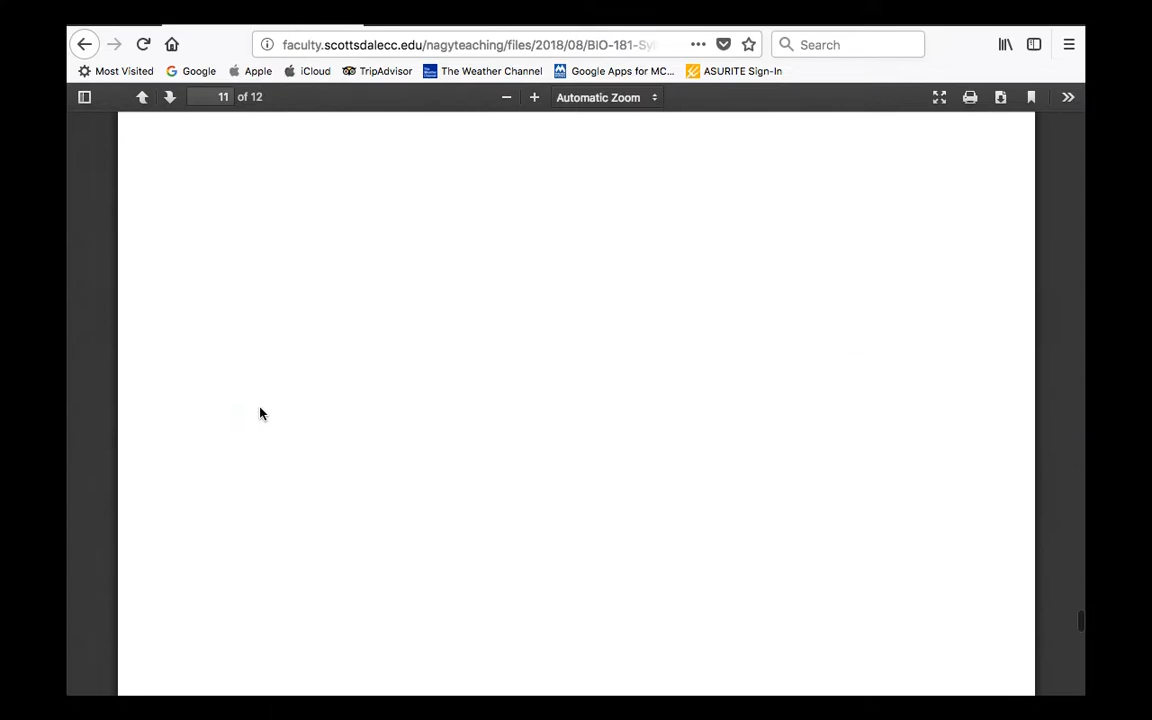 faculty.scottsdalecc.edu/nagyteaching/files/2018/08/BIO-181-Sy
Search
Most Visited
Google
Apple
iCloud
TripAdvisor
The Weather Channel
Google Apps for MC...
ASURITE Sign-In
11 of 12
Automatic Zoom